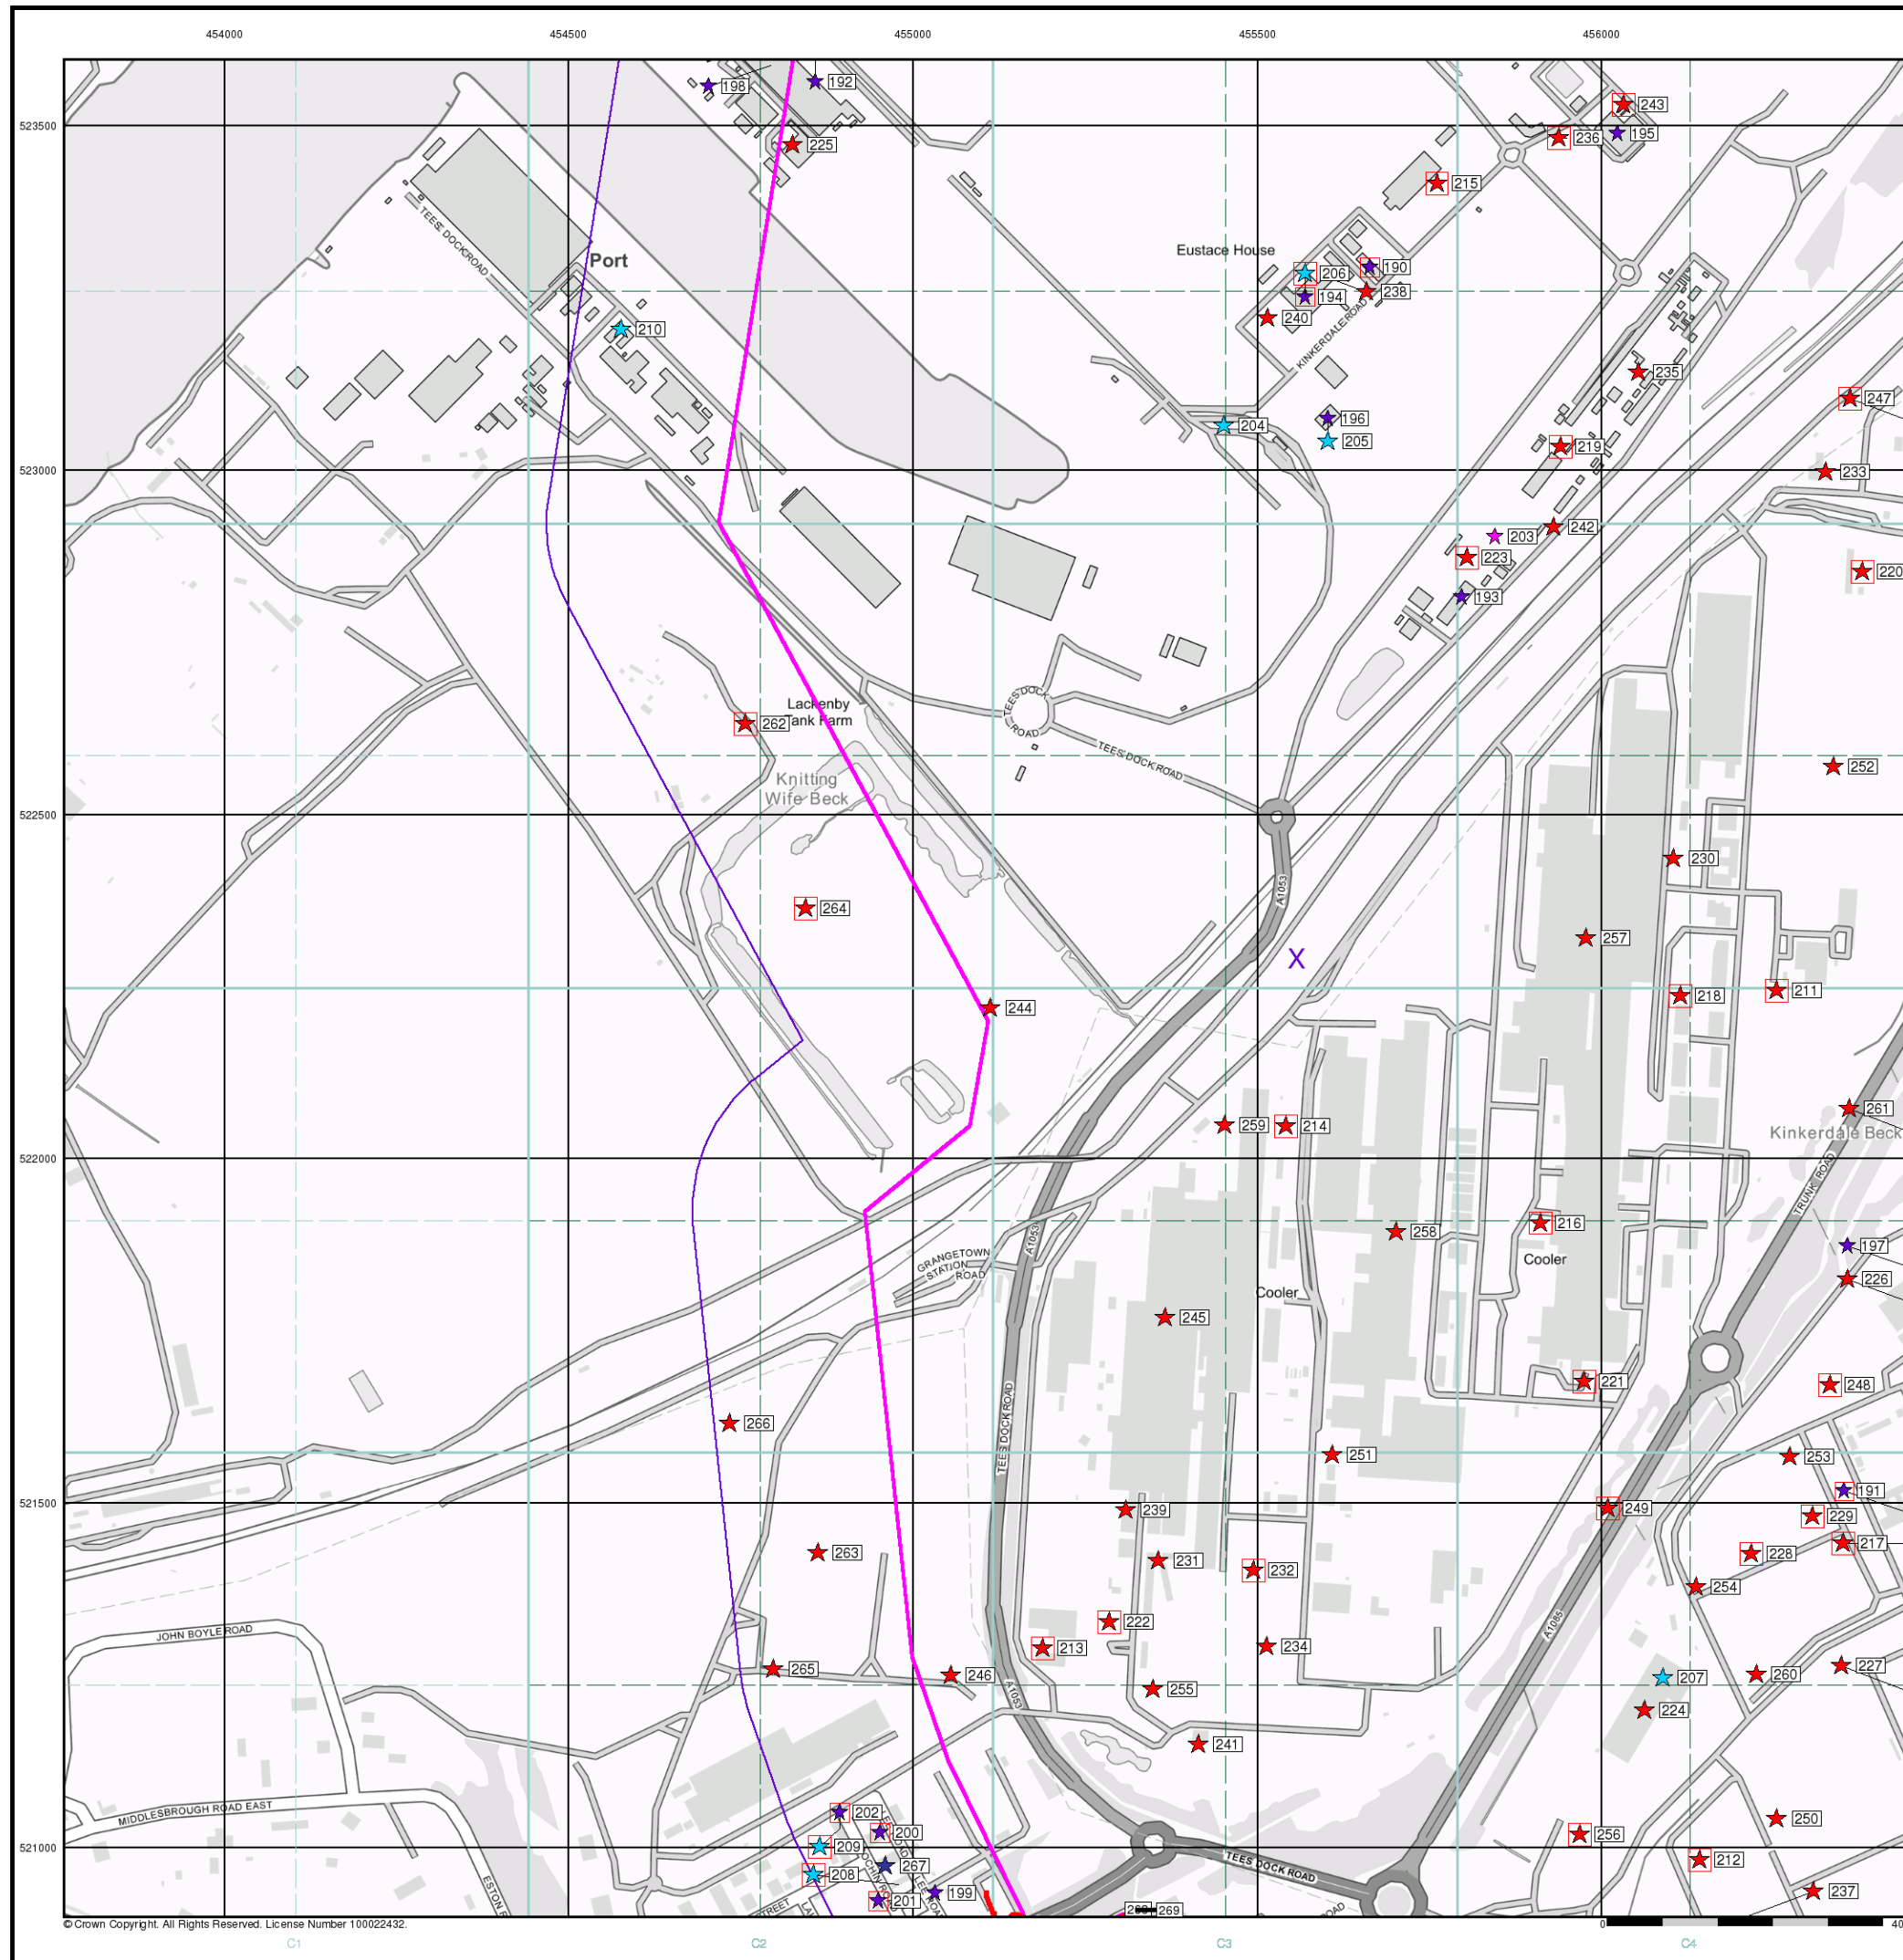 454000 454500 455000 455500 456000
523500
523000
522500
522000
521500
521000
198
192
225
243
236
195
215
Eustace House
TEES DOCK ROAD
Port
206
190
194
238
240
KINKERDALE ROAD
210
235
247
196
204
205
219
233
242
203
223
220
193
TEES DOCK
ROAD
Lackenby
Tank Farm
262
TEES DOCK ROAD
252
Knitting
Wife Beck
230
A1053
264
257
X
218
211
244
261
259
214
Kinkerdale Beck
TRUNK ROAD
216
258
197
Cooler
A1053
GRANGETOWN
STATION
ROAD
226
Cooler
245
221
248
TEES DOCK ROAD
266
251
253
191
249
239
229
217
263
231
228
232
254
222
JOHN BOYLE ROAD
A1085
213
234
265
246
227
207
260
255
A1053
224
241
MIDDLESBROUGH ROAD EAST
202
200
250
209
256
267
TEES DOCK ROAD
212
208
199
237
201
ESTON R
STREET
269
© Crown Copyright. All Rights Reserved. License Number 100022432.
0 40
C1 C2 C3 C4